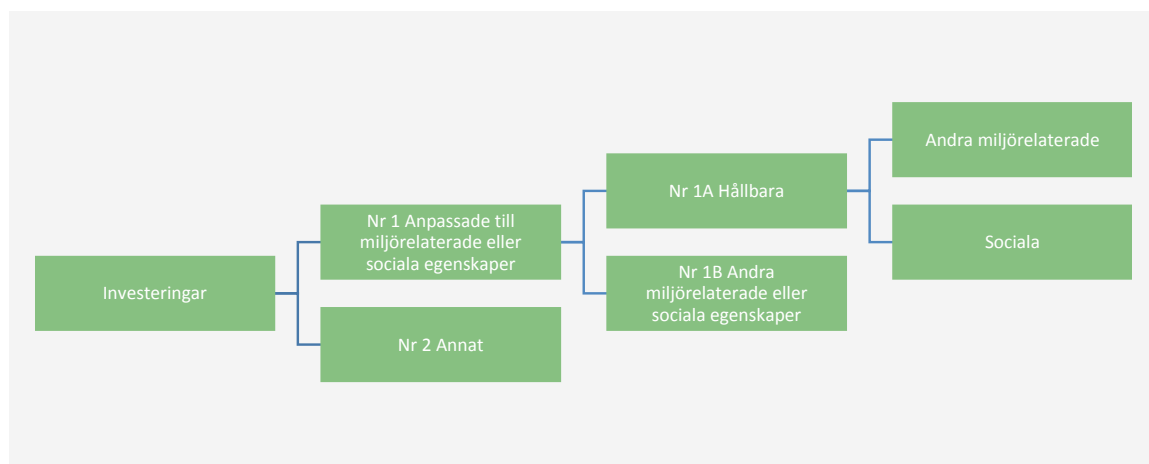 Investeringar
Nr 1 Anpassade till
miljörelaterade eller
sociala egenskaper
Nr 2 Annat
Nr 1A Hållbara
Nr 1B Andra
miljörelaterade eller
sociala egenskaper
Andra miljörelaterade
Sociala